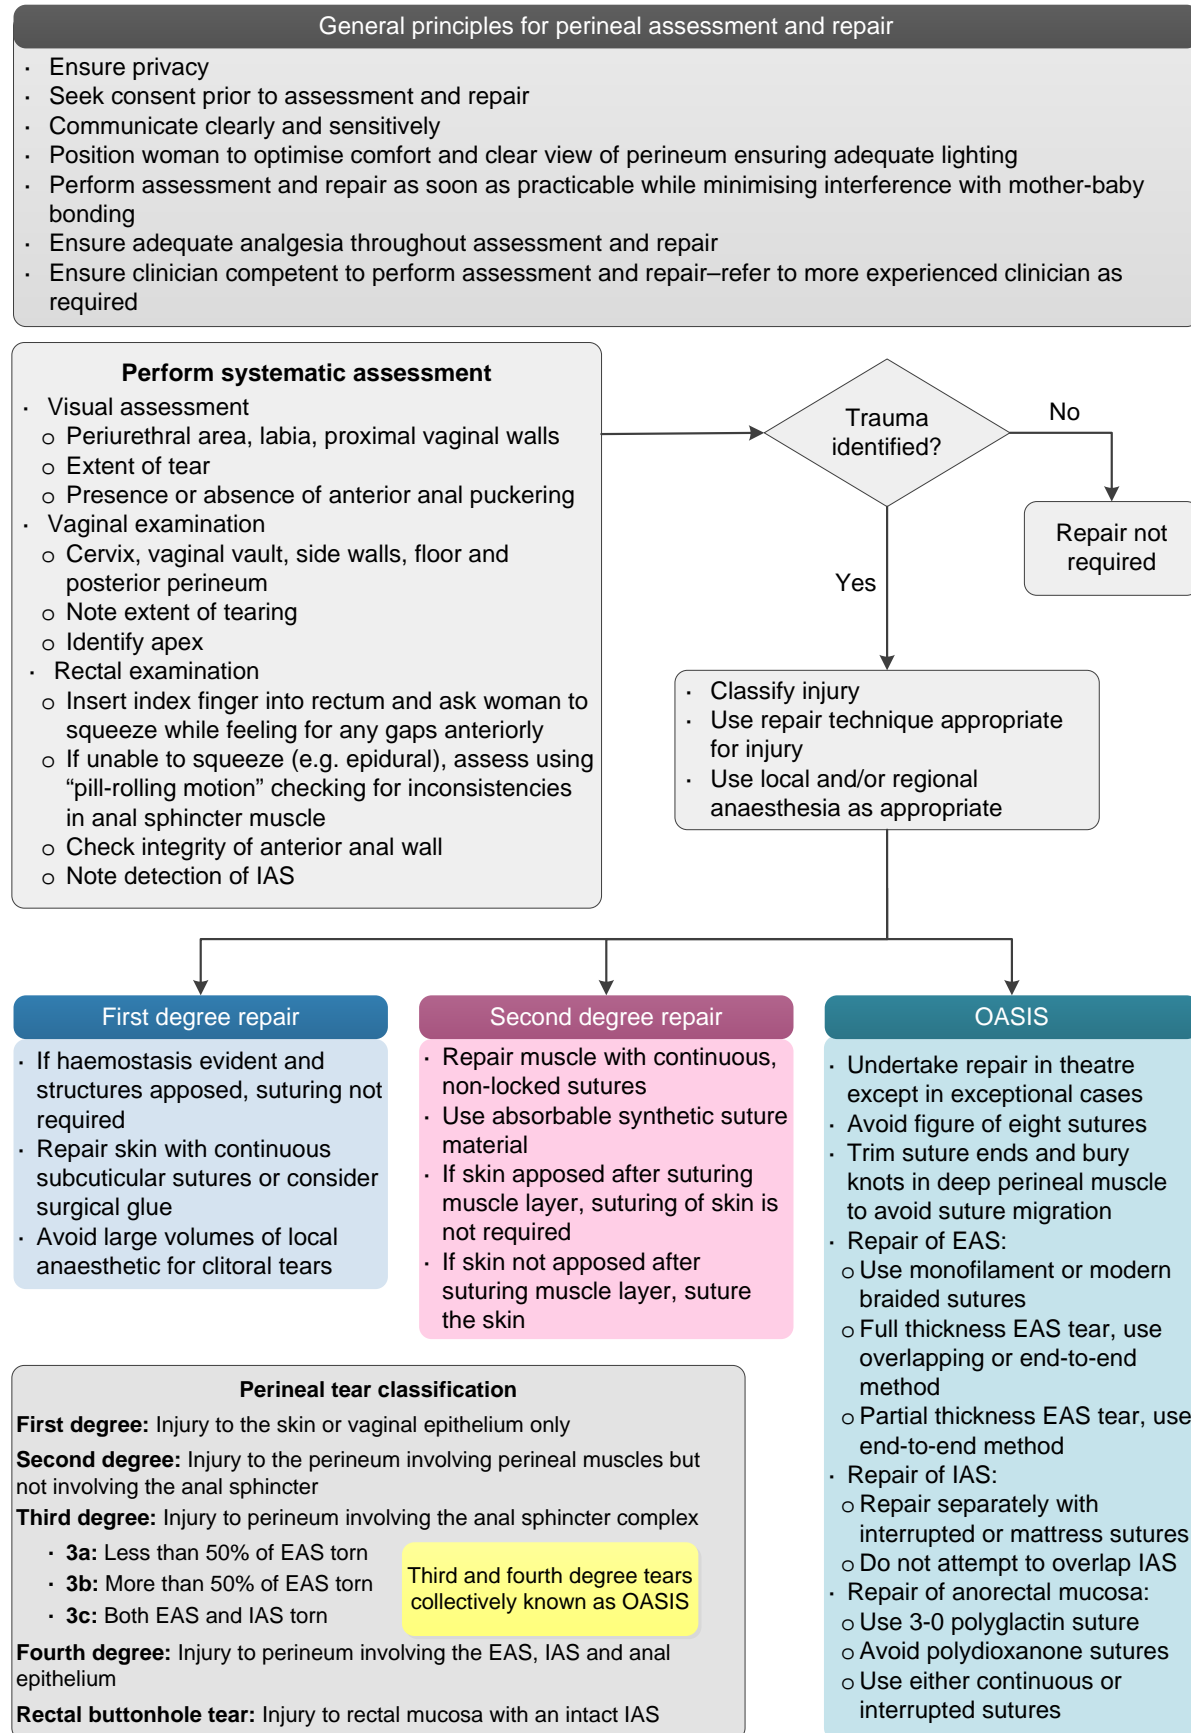 General principles for perineal assessment and repair
· Ensure privacy
· Seek consent prior to assessment and repair
· Communicate clearly and sensitively
· Position woman to optimise comfort and clear view of perineum ensuring adequate lighting
· Perform assessment and repair as soon as practicable while minimising interference with mother-baby
bonding
· Ensure adequate analgesia throughout assessment and repair
· Ensure clinician competent to perform assessment and repair–refer to more experienced clinician as
required
Perform systematic assessment
· Visual assessment
o Periurethral area, labia, proximal vaginal walls
o Extent of tear
o Presence or absence of anterior anal puckering
· Vaginal examination
o Cervix, vaginal vault, side walls, floor and
posterior perineum
o Note extent of tearing
o Identify apex
· Rectal examination
o Insert index finger into rectum and ask woman to
squeeze while feeling for any gaps anteriorly
o If unable to squeeze (e.g. epidural), assess using
“pill-rolling motion” checking for inconsistencies
in anal sphincter muscle
o Check integrity of anterior anal wall
o Note detection of IAS
Trauma
identified?
No
Repair not
required
Yes
· Classify injury
· Use repair technique appropriate
for injury
· Use local and/or regional
anaesthesia as appropriate
First degree repair
· If haemostasis evident and
structures apposed, suturing not
required
· Repair skin with continuous
subcuticular sutures or consider
surgical glue
· Avoid large volumes of local
anaesthetic for clitoral tears
Second degree repair
· Repair muscle with continuous,
non-locked sutures
· Use absorbable synthetic suture
material
· If skin apposed after suturing
muscle layer, suturing of skin is
not required
· If skin not apposed after
suturing muscle layer, suture
the skin
OASIS
· Undertake repair in theatre
except in exceptional cases
· Avoid figure of eight sutures
· Trim suture ends and bury
knots in deep perineal muscle
to avoid suture migration
· Repair of EAS:
o Use monofilament or modern
braided sutures
o Full thickness EAS tear, use
overlapping or end-to-end
method
o Partial thickness EAS tear, use
end-to-end method
· Repair of IAS:
o Repair separately with
interrupted or mattress sutures
o Do not attempt to overlap IAS
· Repair of anorectal mucosa:
o Use 3-0 polyglactin suture
o Avoid polydioxanone sutures
o Use either continuous or
interrupted sutures
Perineal tear classification
First degree: Injury to the skin or vaginal epithelium only
Second degree: Injury to the perineum involving perineal muscles but
not involving the anal sphincter
Third degree: Injury to perineum involving the anal sphincter complex
· 3a: Less than 50% of EAS torn
· 3b: More than 50% of EAS torn
· 3c: Both EAS and IAS torn
Third and fourth degree tears
collectively known as OASIS
Fourth degree: Injury to perineum involving the EAS, IAS and anal
epithelium
Rectal buttonhole tear: Injury to rectal mucosa with an intact IAS